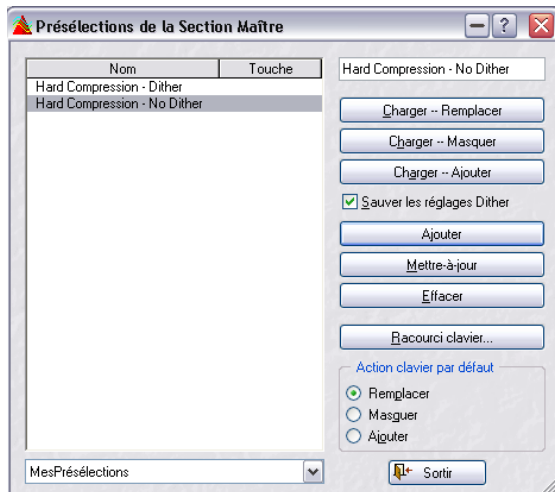 Présélections de la Section Maître
Nom Touche
Hard Compression - Dither
Hard Compression - No Dither
MesPrésélections
Hard Compression - No Dither
Charger -- Remplacer
Charger -- Masquer
Charger -- Ajouter
Sauver les réglages Dither
Ajouter
Mettre-à-jour
Effacer
Racourci clavier...
Action clavier par défaut
Remplacer
Masquer
Ajouter
Sortir